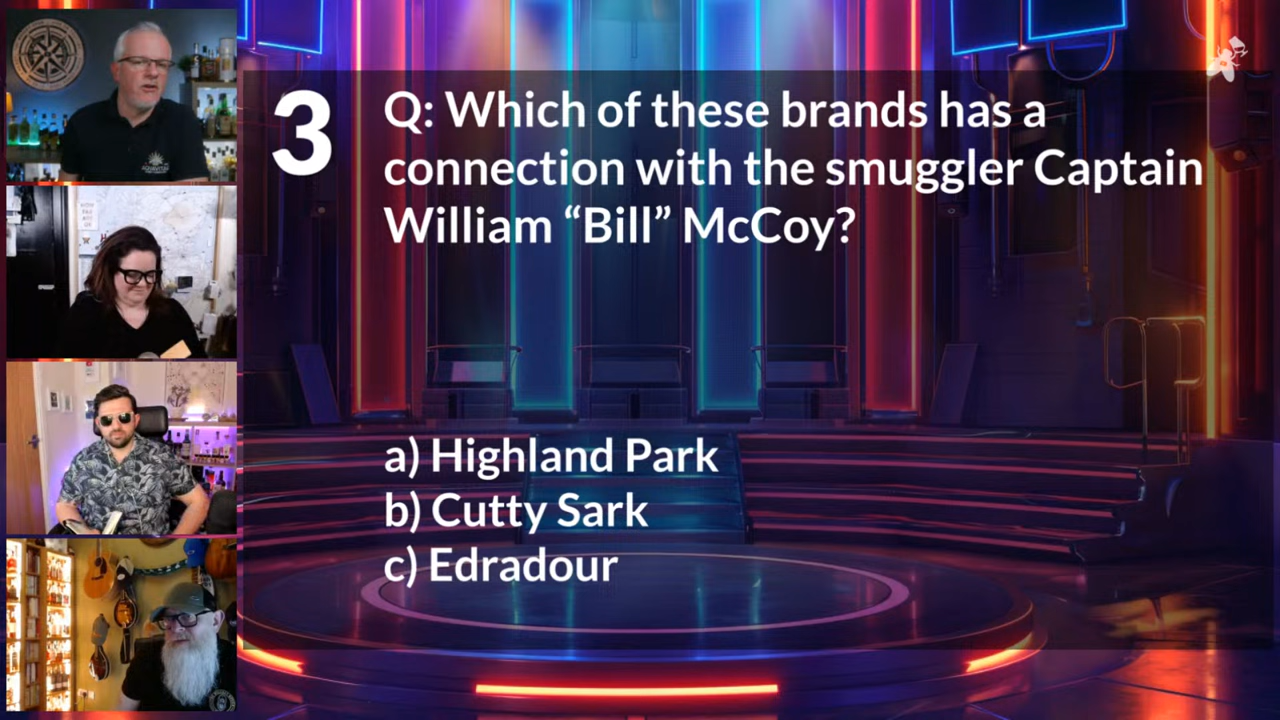 3
Q: Which of these brands has a
connection with the smuggler Captain
William “Bill” McCoy?
a) Highland Park
b) Cutty Sark
c) Edradour